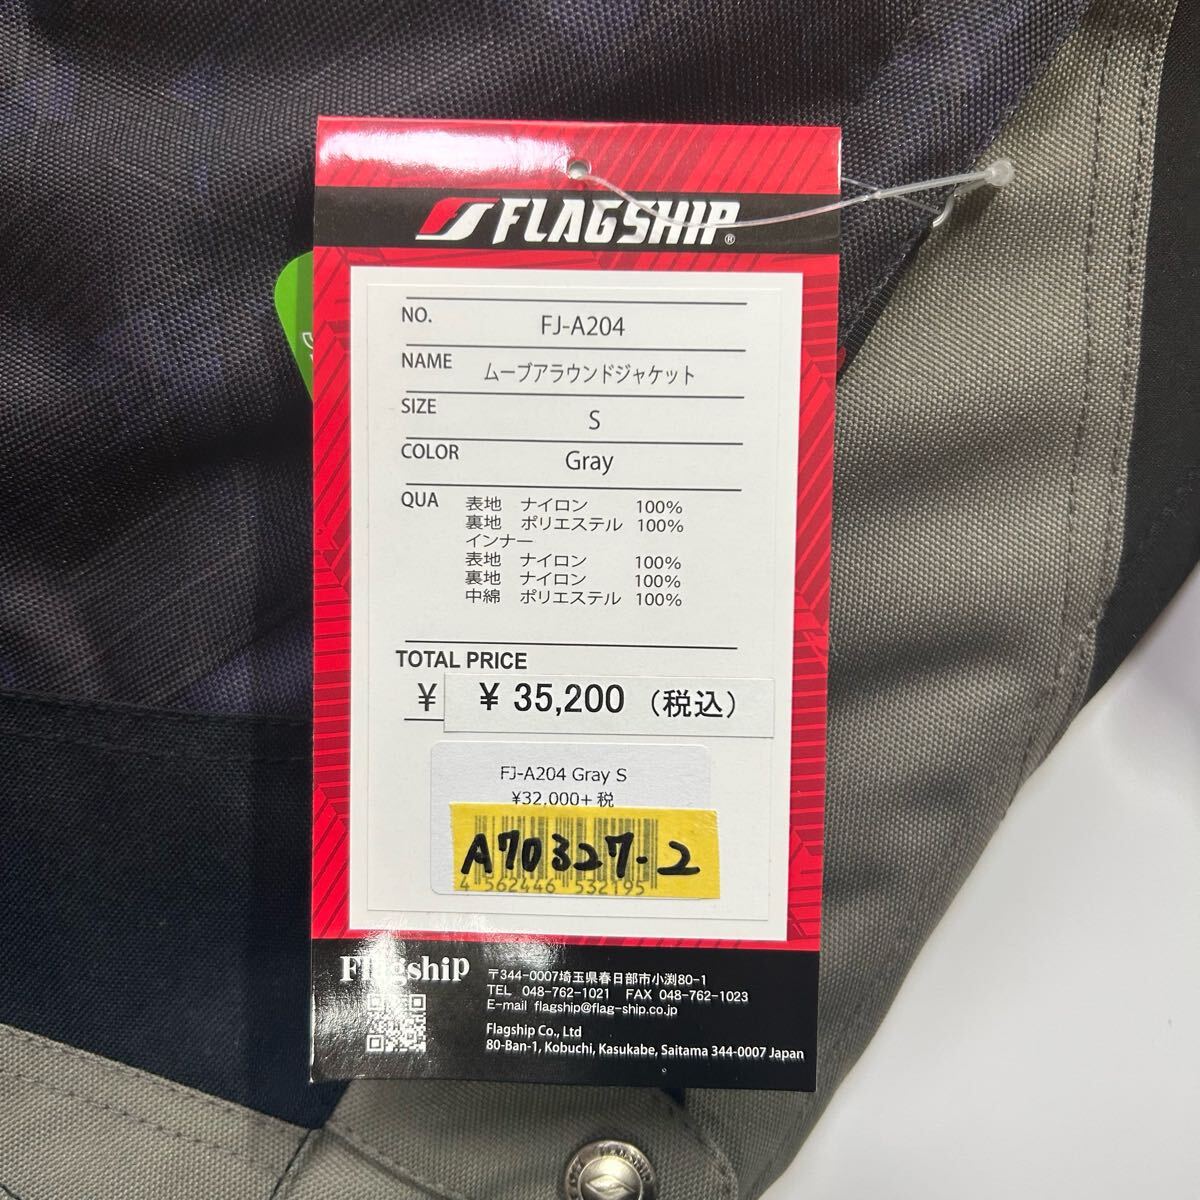 FLAGSHIP®
NO. FJ-A204
NAME ムーブアラウンドジャケット
SIZE S
COLOR Gray
QUA 表地 ナイロン 100%
裏地 ポリエステル 100%
インナー
表地 ナイロン 100%
裏地 ナイロン 100%
中綿 ポリエステル 100%
TOTAL PRICE
¥ ¥ 35,200 (税込)
FJ-A204 Gray S
¥32,000+税
A70327-2
4 562446 532195
Flagship
〒344-0007埼玉県春日部市小渕80-1
TEL 048-762-1021 FAX 048-762-1023
E-mail flagship@flag-ship.co.jp
Flagship Co., Ltd
80-Ban-1, Kobuchi, Kasukabe, Saitama 344-0007 Japan